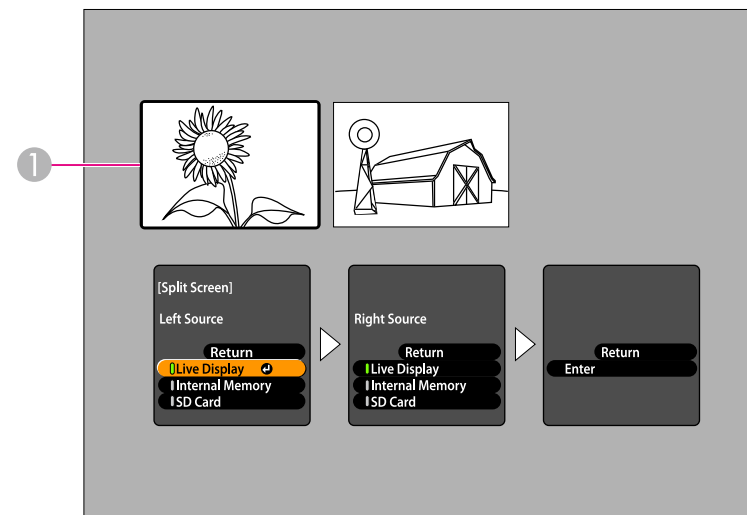 1
[Split Screen]
Left Source
Return
Live Display
Internal Memory
SD Card
Right Source
Return
Live Display
Internal Memory
SD Card
Return
Enter